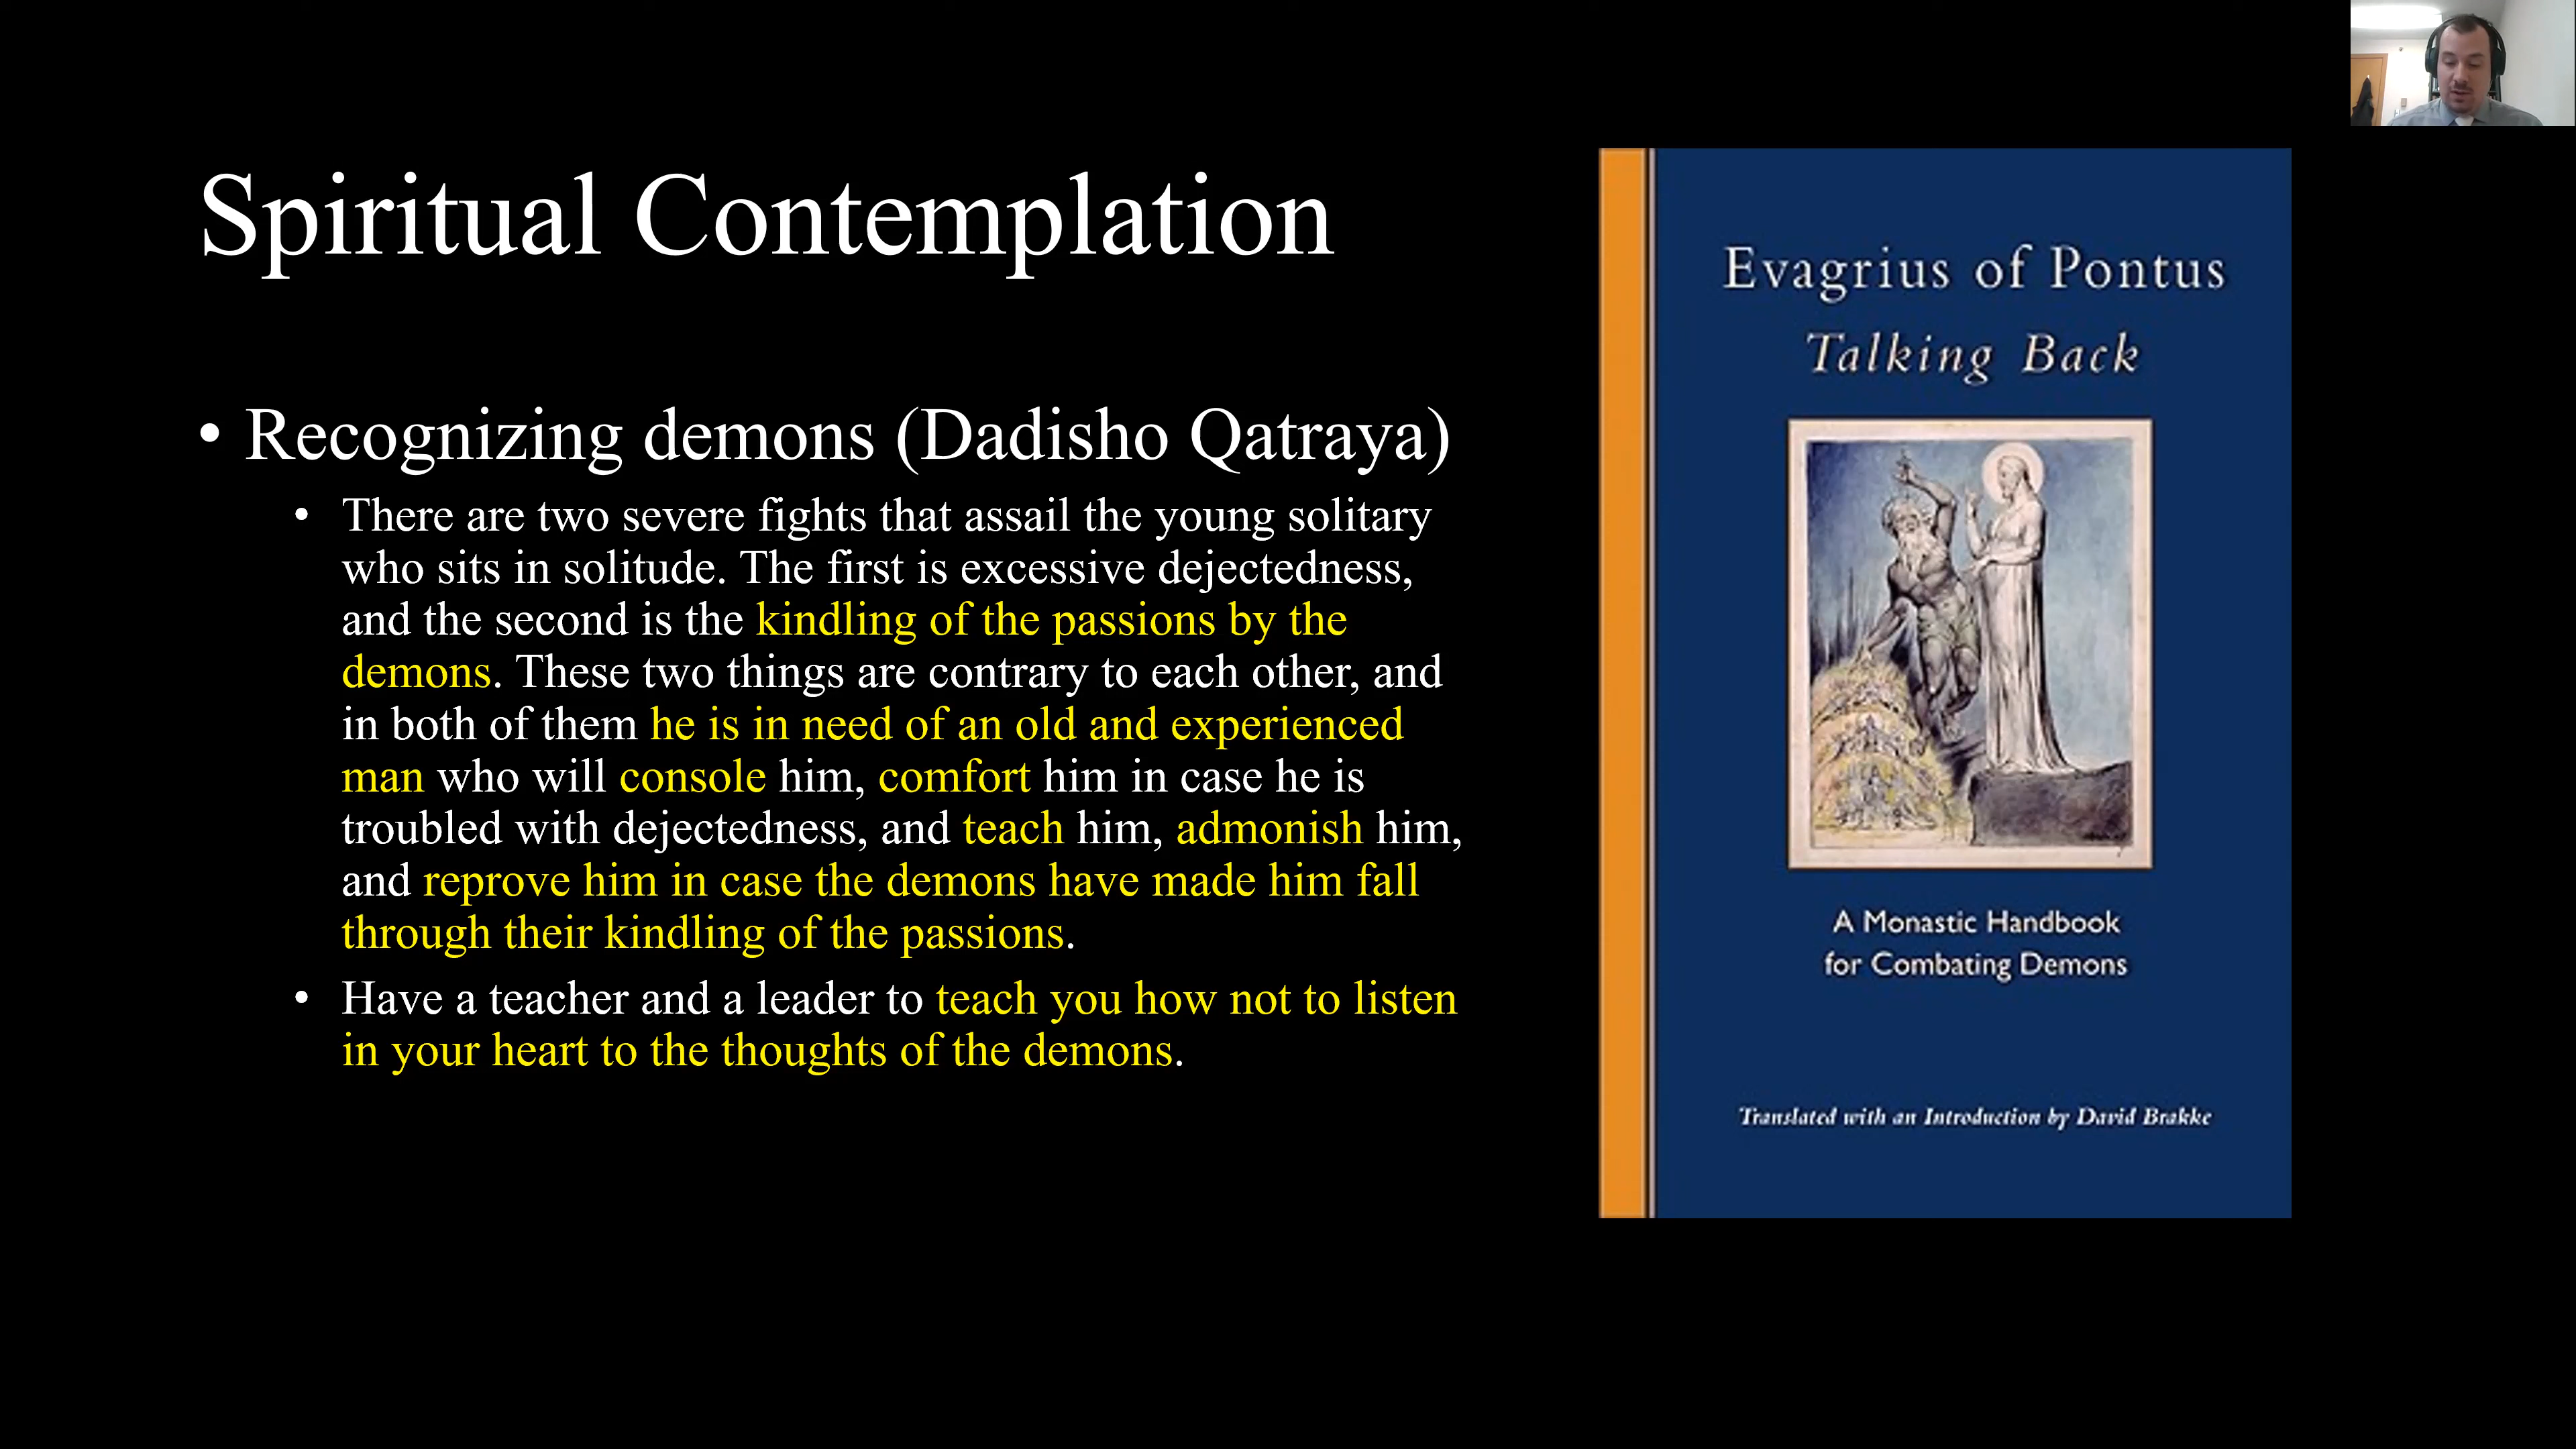 Spiritual Contemplation
• Recognizing demons (Dadisho Qatraya)
• There are two severe fights that assail the young solitary
who sits in solitude. The first is excessive dejectedness,
and the second is the kindling of the passions by the
demons. These two things are contrary to each other, and
in both of them he is in need of an old and experienced
man who will console him, comfort him in case he is
troubled with dejectedness, and teach him, admonish him,
and reprove him in case the demons have made him fall
through their kindling of the passions.
• Have a teacher and a leader to teach you how not to listen
in your heart to the thoughts of the demons.
Evagrius of Pontus
Talking Back
A Monastic Handbook
for Combating Demons
Translated with an Introduction by David Brakke